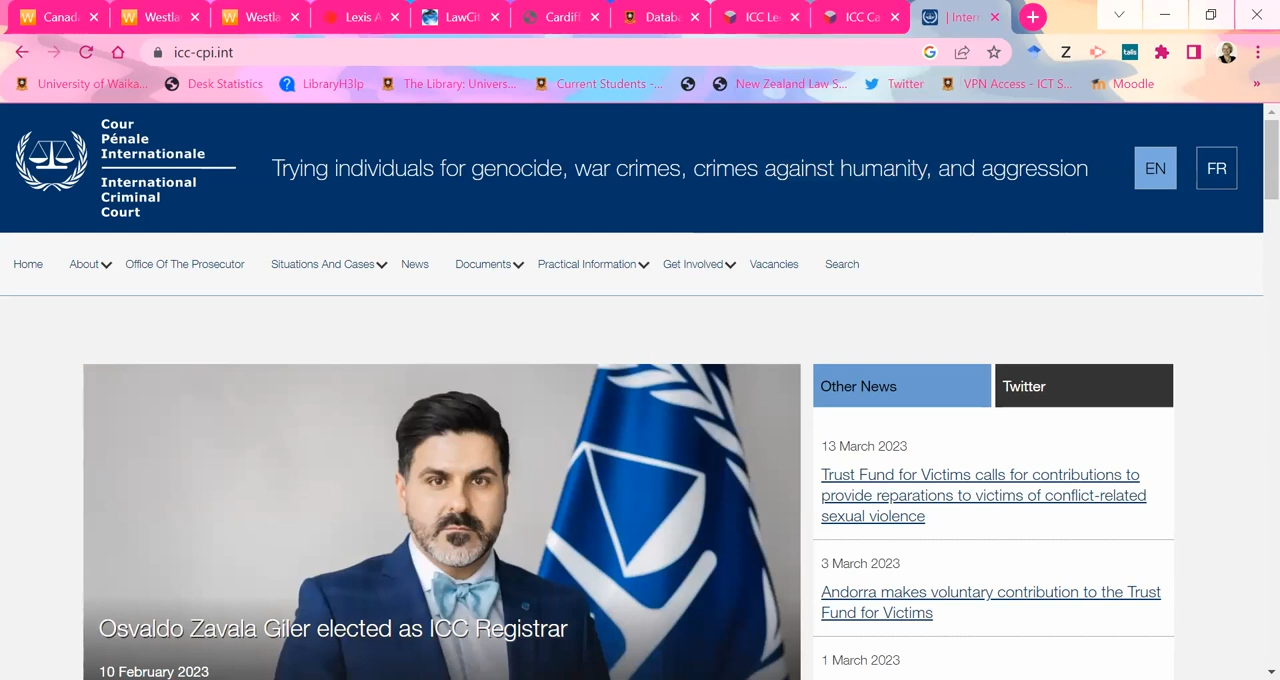 Canad
Westla
Westla
Lexis A
LawCit
Cardiff
Datab
ICC Le
ICC Ca
| Intern
icc-cpi.int
University of Waika...
Desk Statistics
LibraryH3lp
The Library: Univers...
Current Students -...
New Zealand Law S...
Twitter
VPN Access - ICT S...
Moodle
Cour
Pénale
Internationale
International
Criminal
Court
Trying individuals for genocide, war crimes, crimes against humanity, and aggression
EN
FR
Home
About
Office Of The Prosecutor
Situations And Cases
News
Documents
Practical Information
Get Involved
Vacancies
Search
Osvaldo Zavala Giler elected as ICC Registrar
10 February 2023
Other News
Twitter
13 March 2023
Trust Fund for Victims calls for contributions to
provide reparations to victims of conflict-related
sexual violence
3 March 2023
Andorra makes voluntary contribution to the Trust
Fund for Victims
1 March 2023